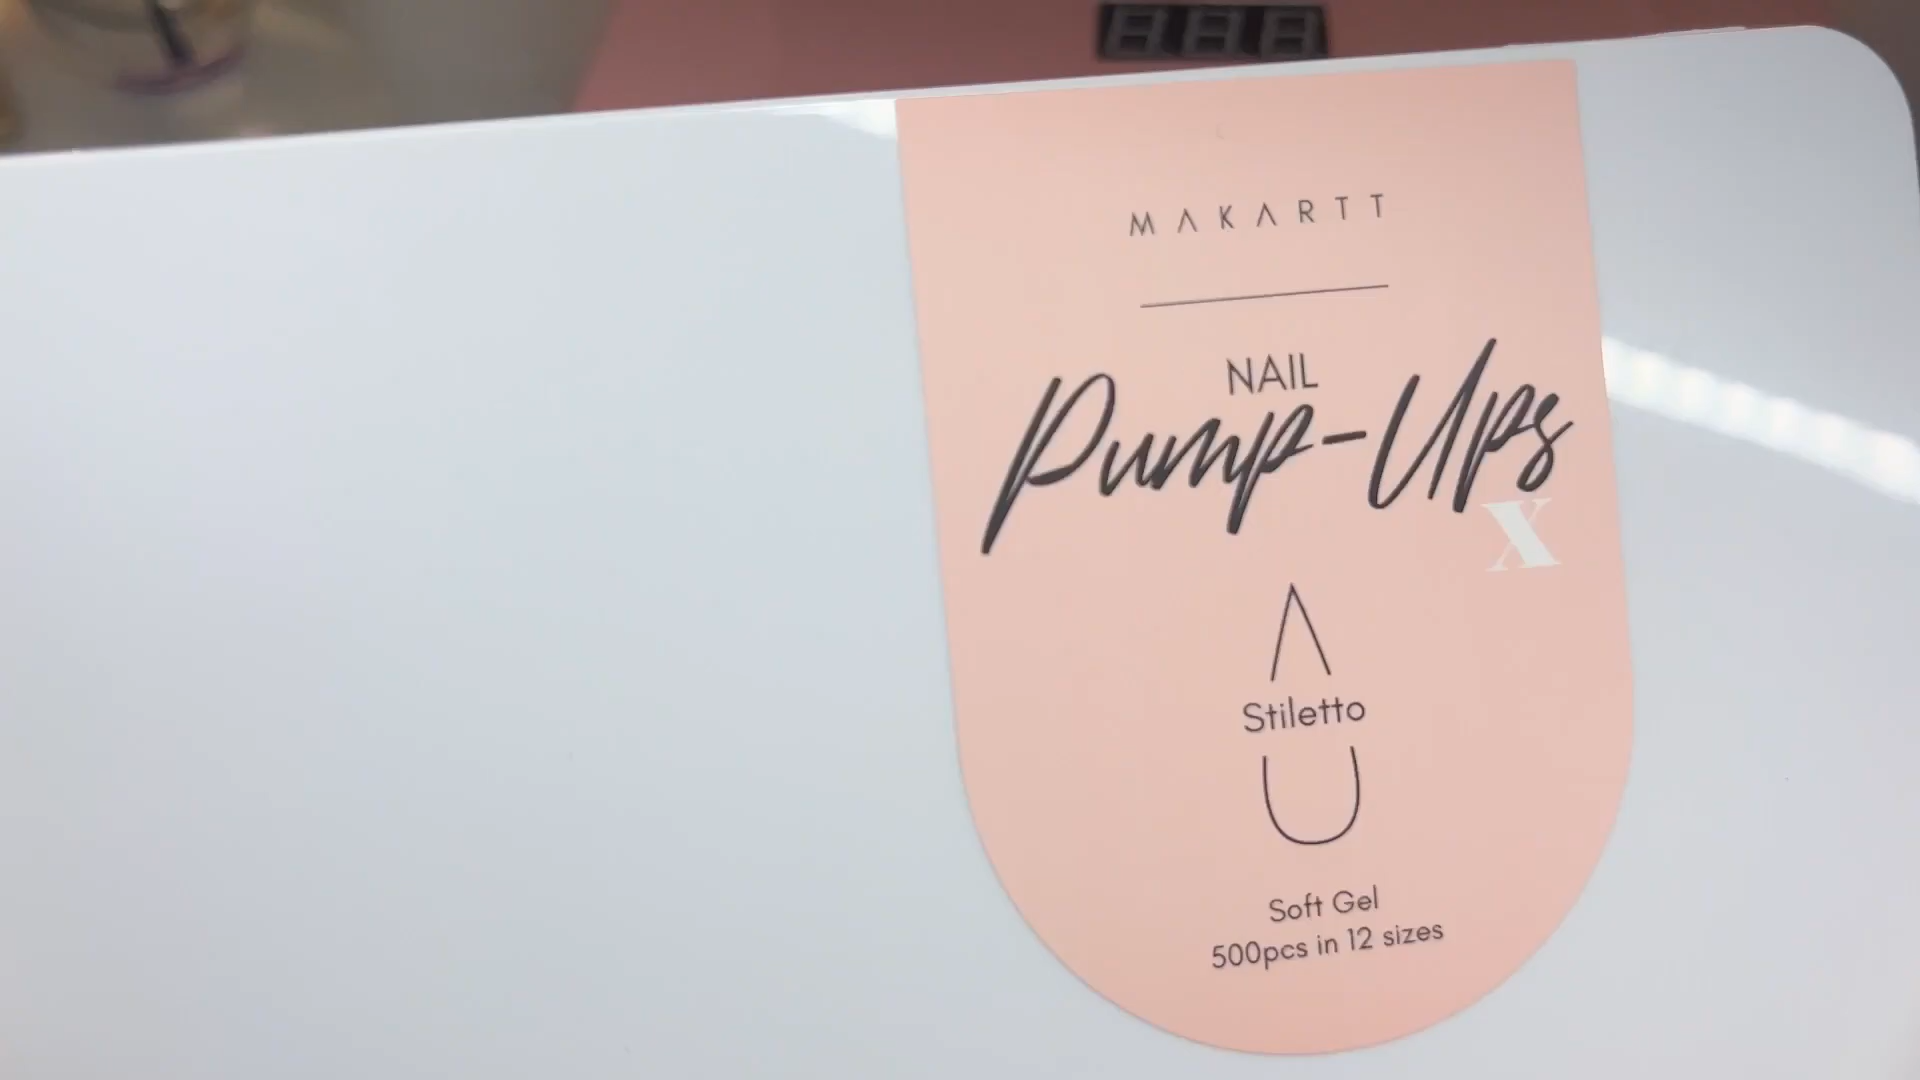 MAKARTT
NAIL
Pump-Ups
X
Stiletto
Soft Gel
500pcs in 12 sizes